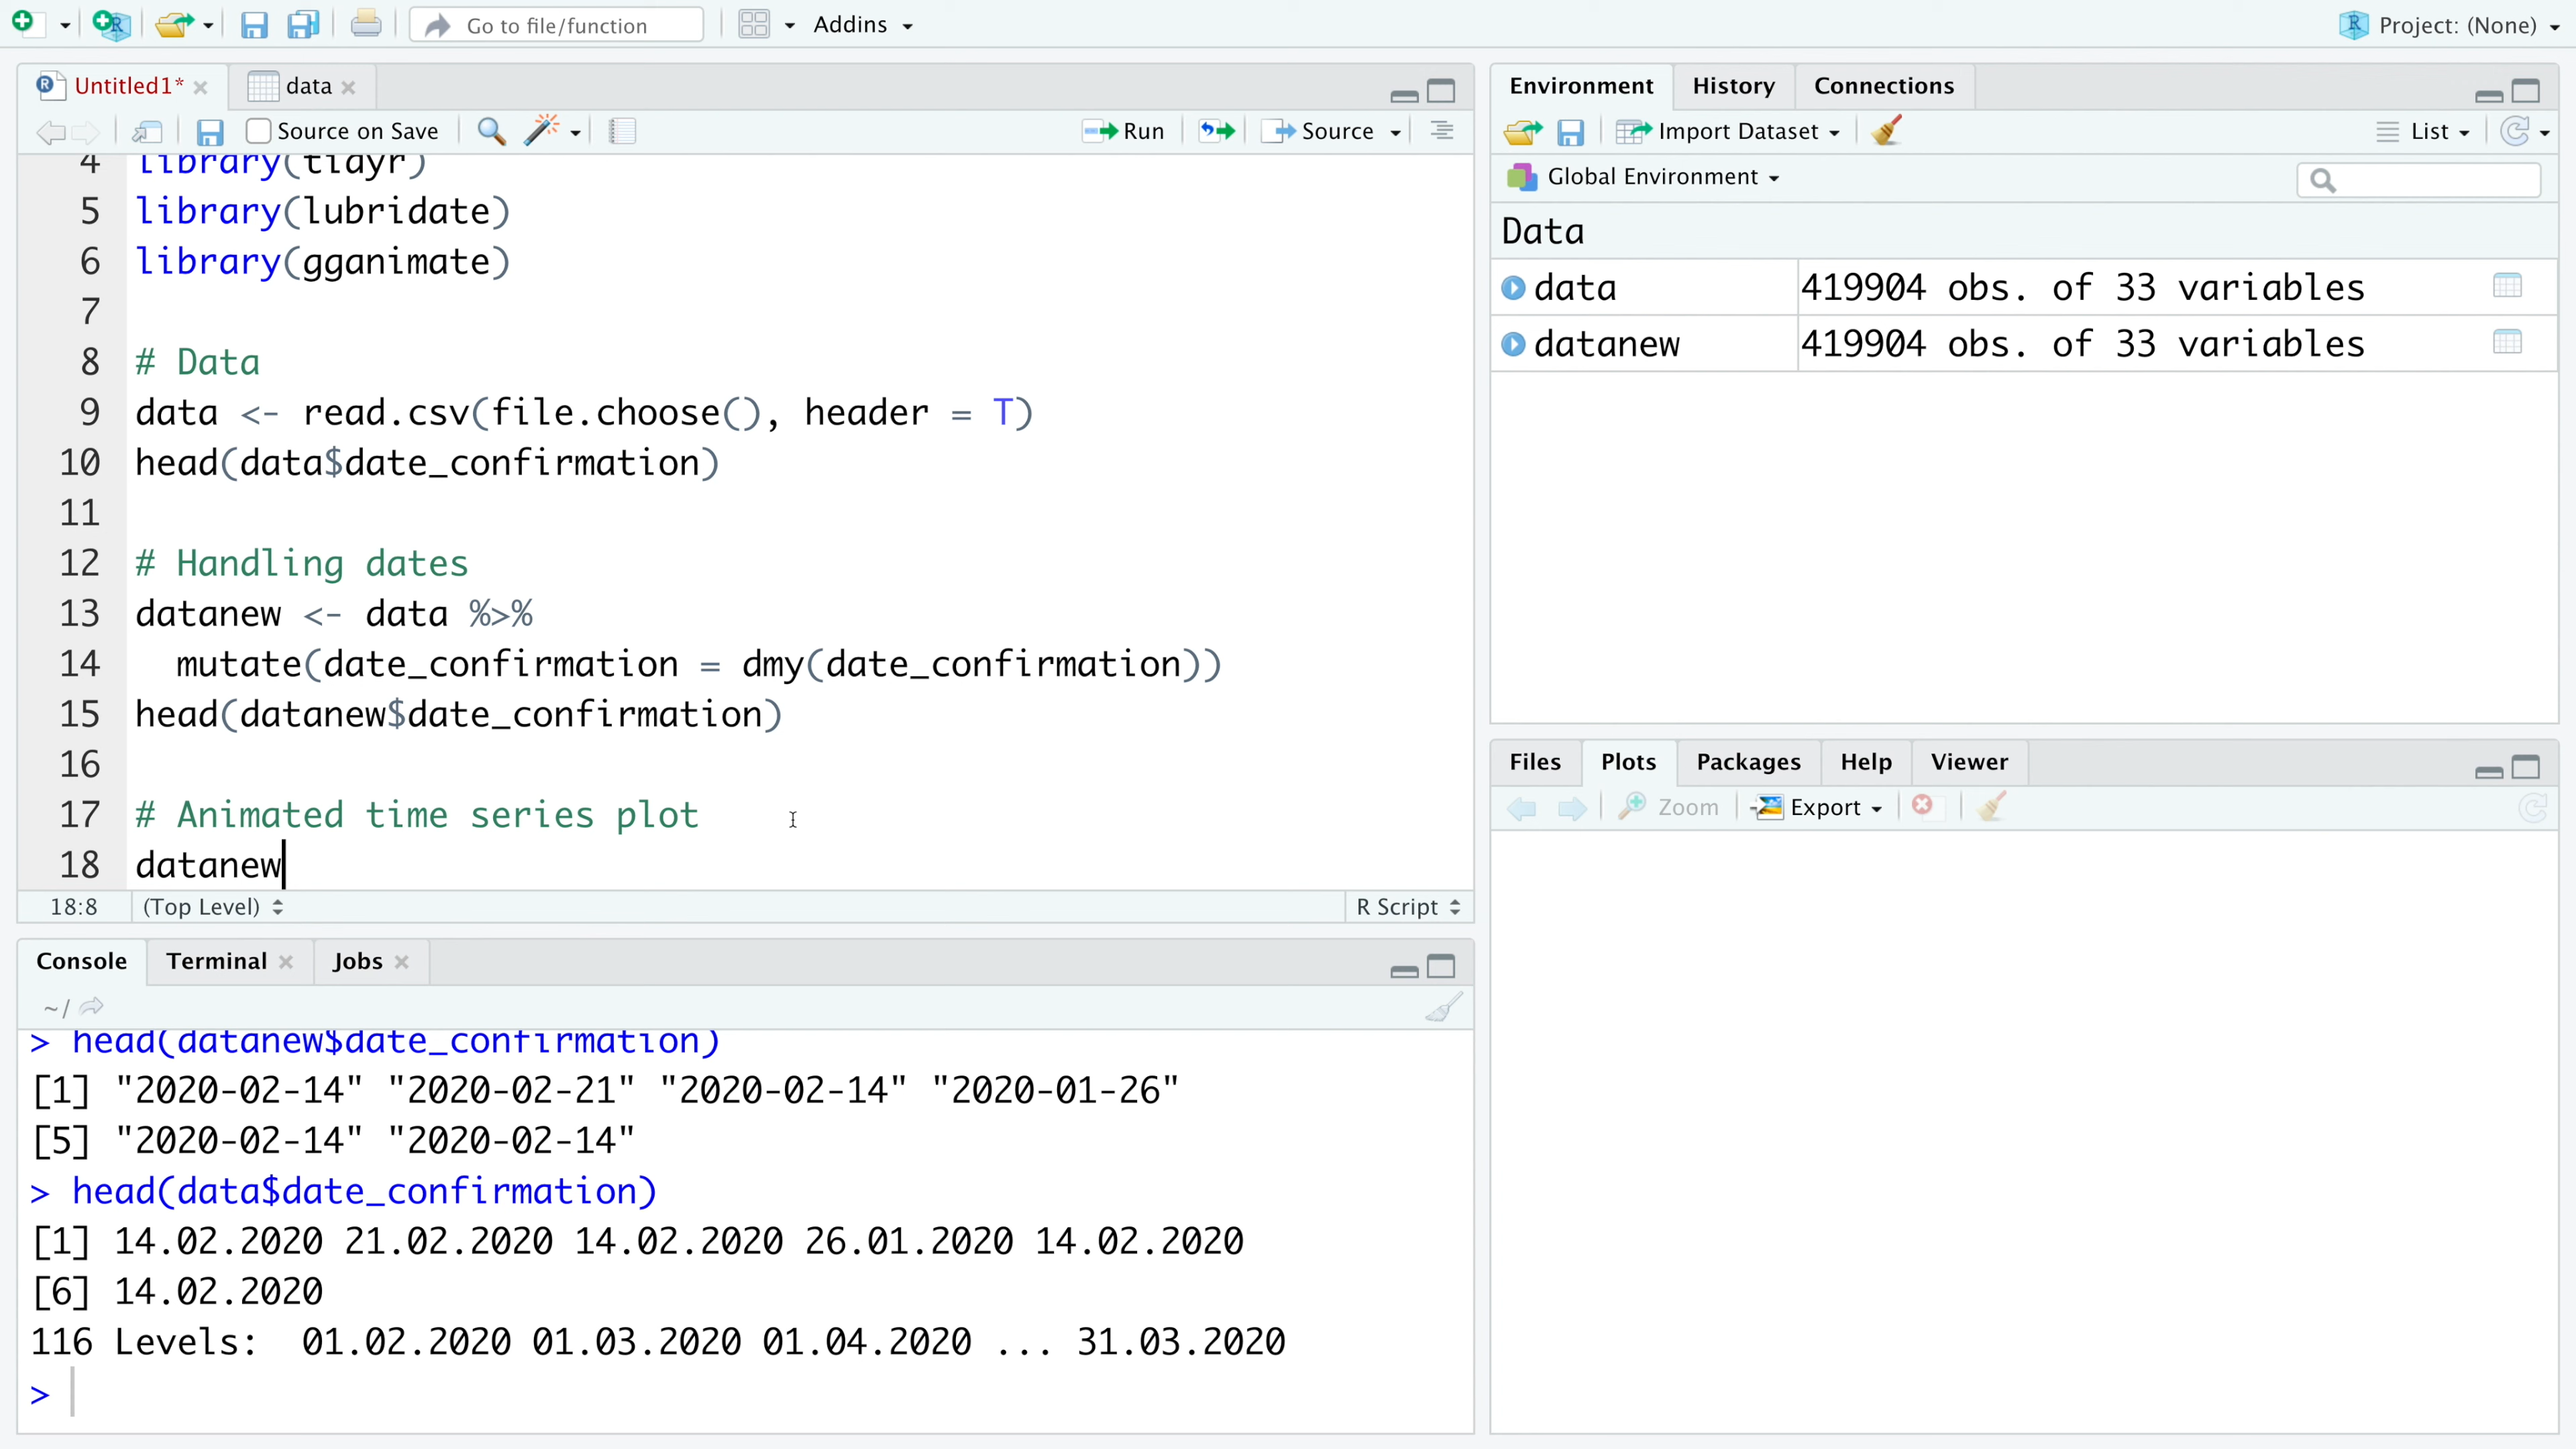 Go to file/function
Addins
Project: (None)
Untitled1*
data
Source on Save
Run
Source
4 library(tidyr)
5 library(lubridate)
6 library(gganimate)
7
8 # Data
9 data <- read.csv(file.choose(), header = T)
10 head(data$date_confirmation)
11
12 # Handling dates
13 datanew <- data %>%
14 mutate(date_confirmation = dmy(date_confirmation))
15 head(datanew$date_confirmation)
16
17 # Animated time series plot
18 datanew
18:8 (Top Level) R Script
Console Terminal Jobs
~/
> head(datanew$date_confirmation)
[1] "2020-02-14" "2020-02-21" "2020-02-14" "2020-01-26"
[5] "2020-02-14" "2020-02-14"
> head(data$date_confirmation)
[1] 14.02.2020 21.02.2020 14.02.2020 26.01.2020 14.02.2020
[6] 14.02.2020
116 Levels: 01.02.2020 01.03.2020 01.04.2020 ... 31.03.2020
>
Environment History Connections
Import Dataset List
Global Environment
Data
data 419904 obs. of 33 variables
datanew 419904 obs. of 33 variables
Files Plots Packages Help Viewer
Zoom Export